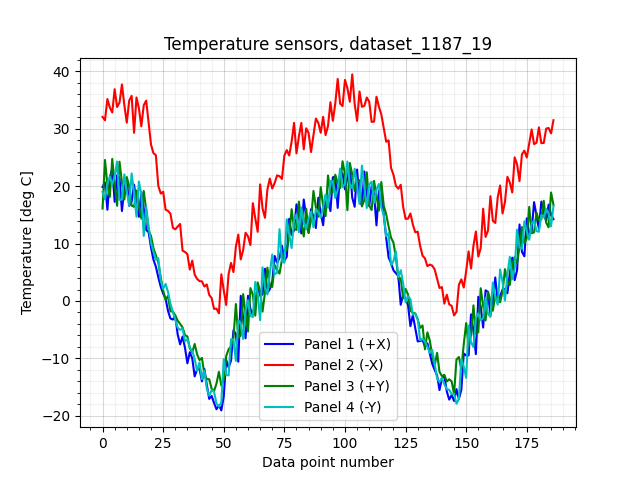 Temperature sensors, dataset_1187_19
40
30
20
10
0
−10
−20
Temperature [deg C]
Panel 1 (+X)
Panel 2 (-X)
Panel 3 (+Y)
Panel 4 (-Y)
0 25 50 75 100 125 150 175
Data point number